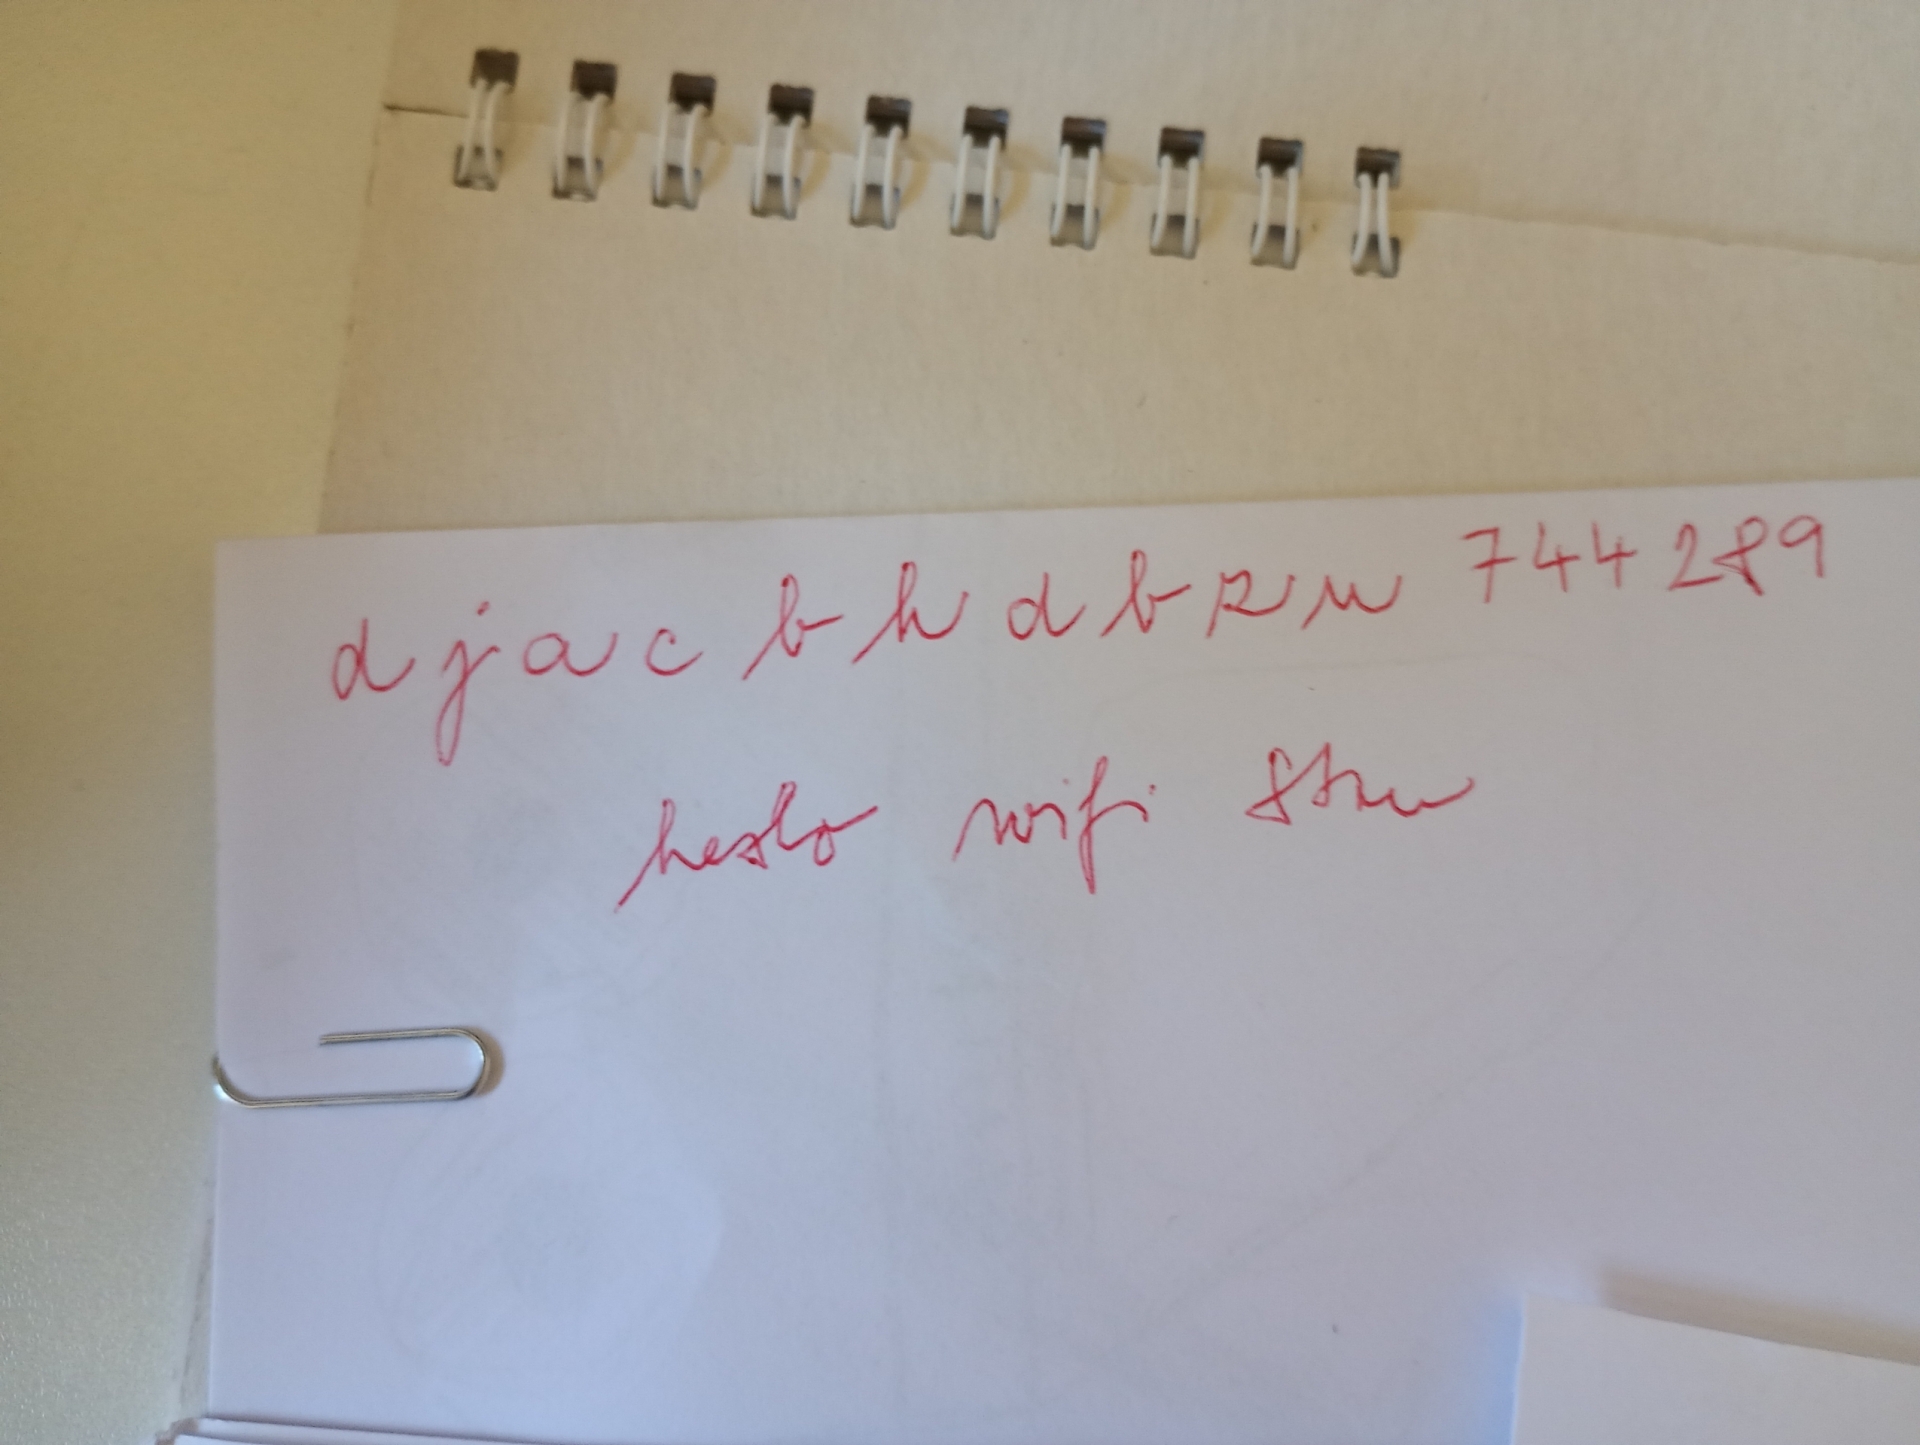 d j a c b h d b z u 744289
heslo wifi